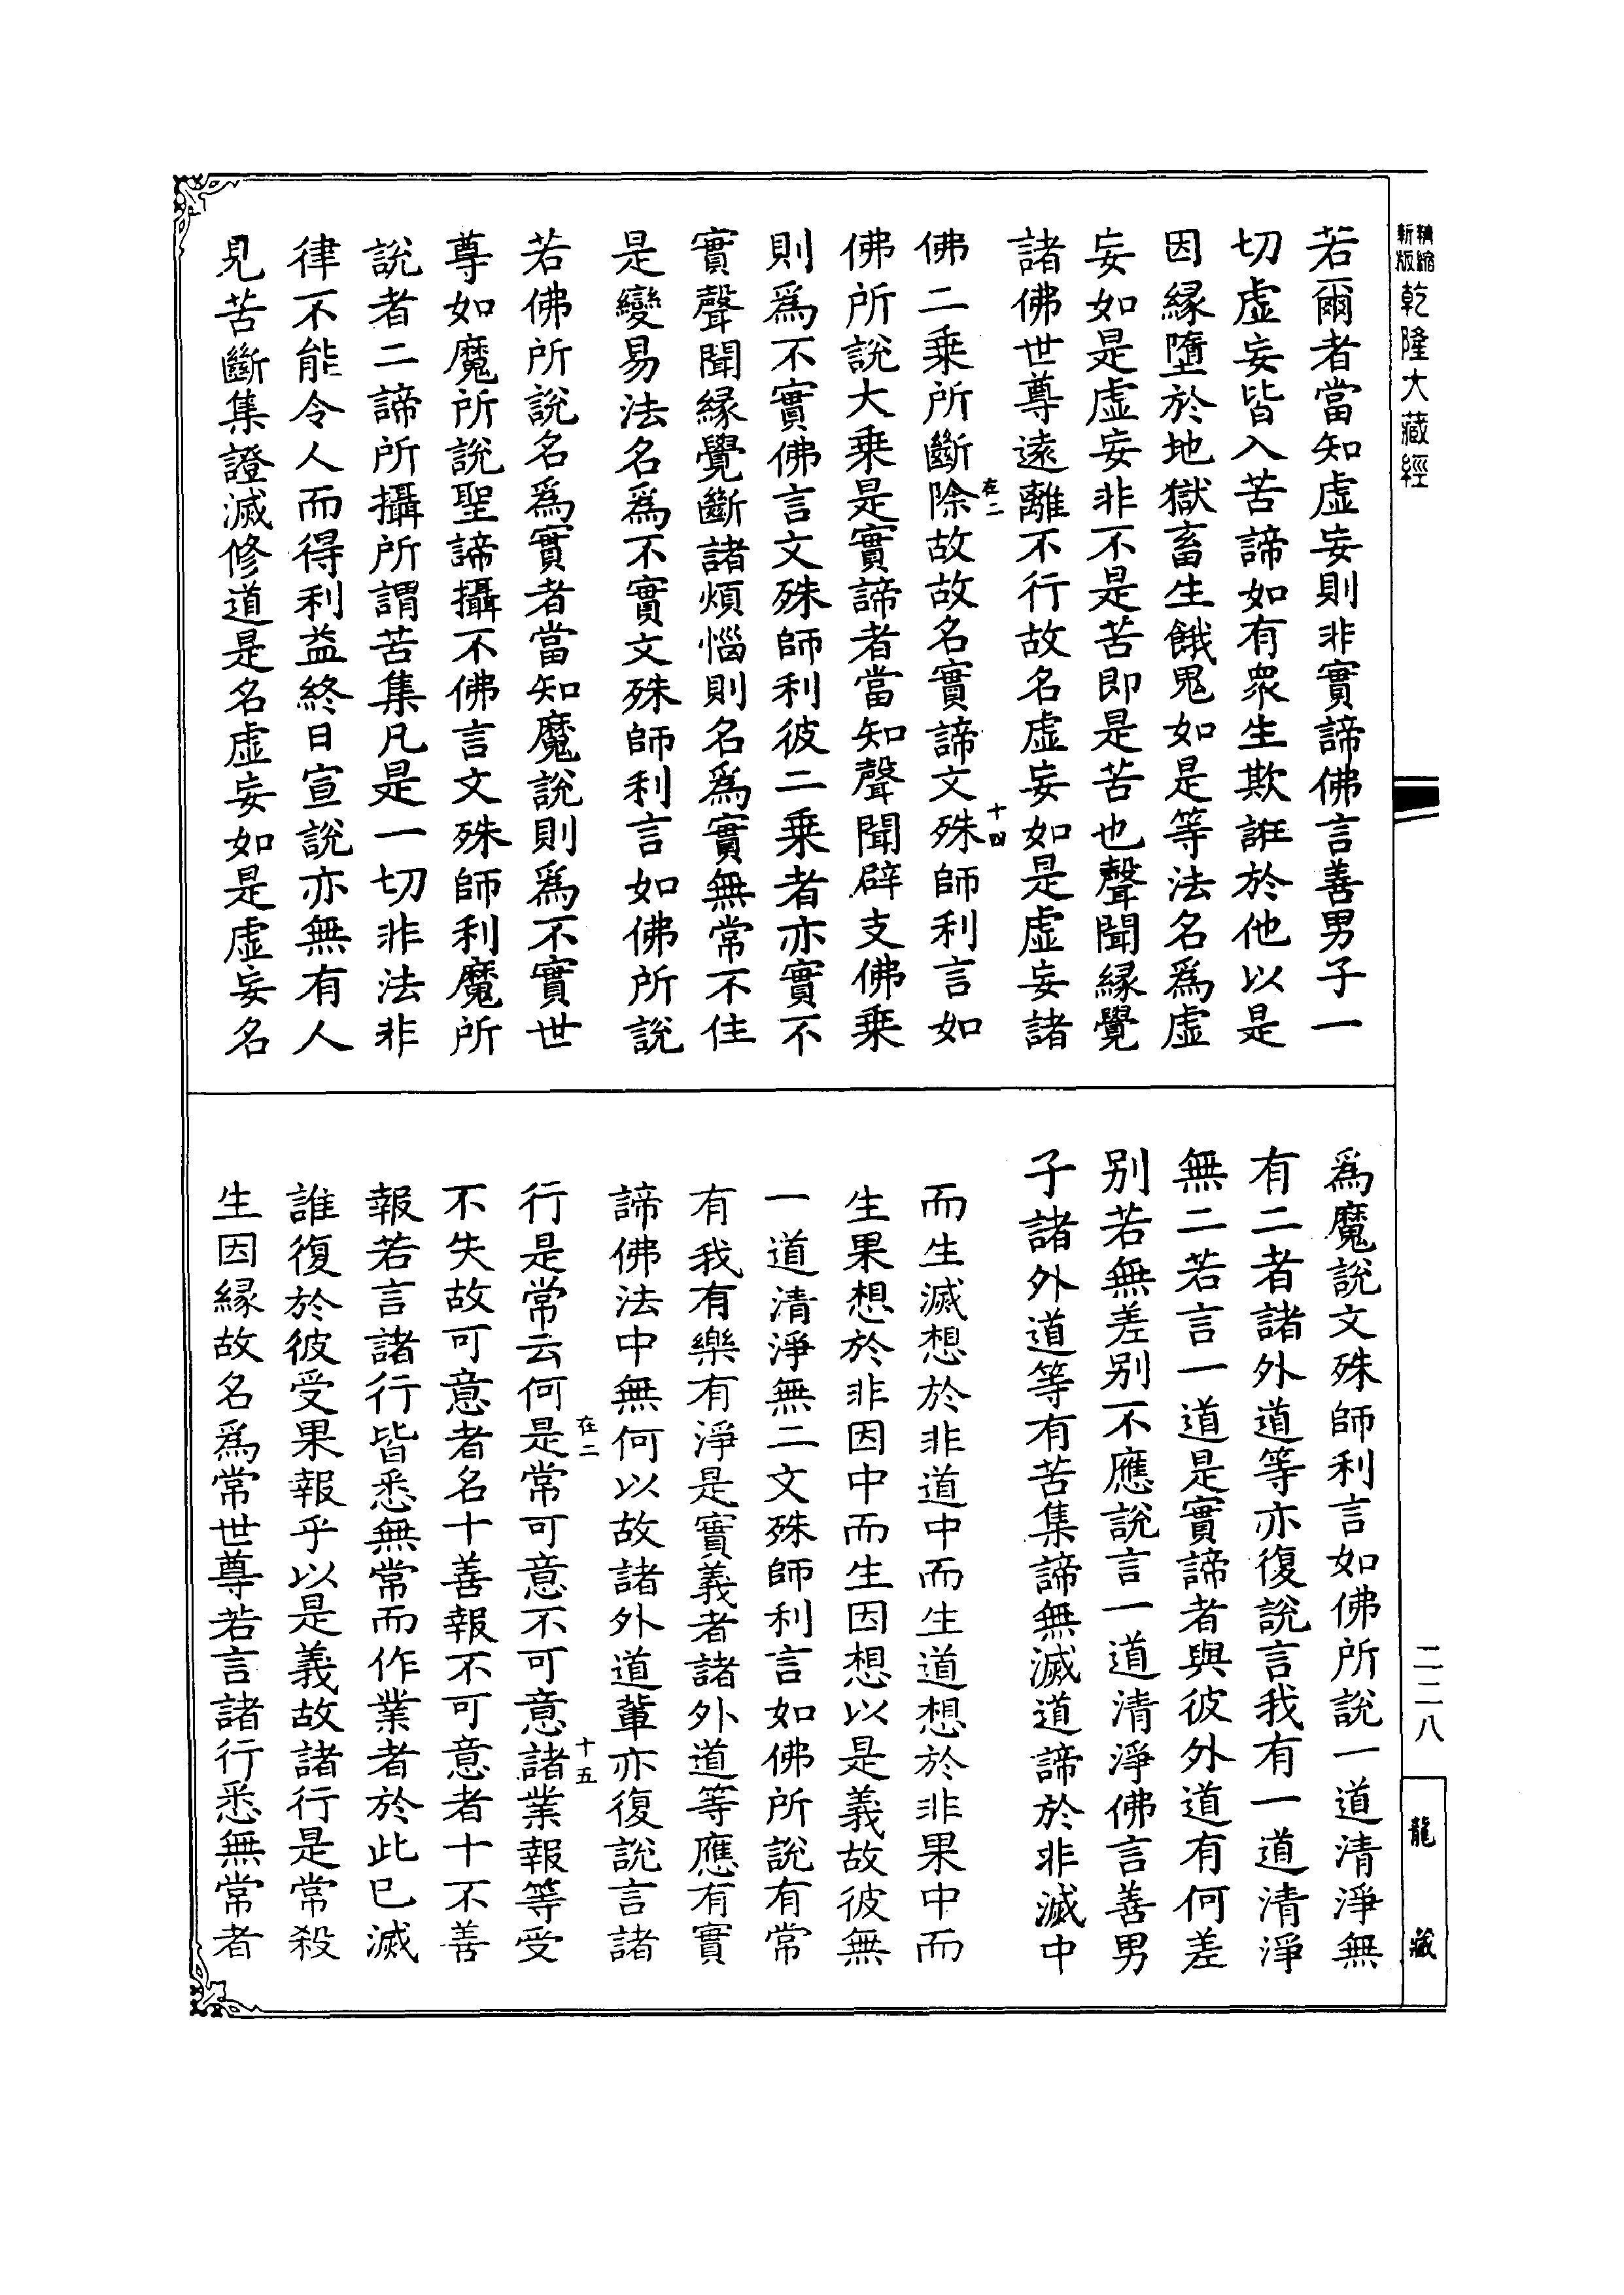 精縮新版乾隆大藏經
若爾者當知虛妄則非實諦佛言善男子一
切虛妄皆入苦諦如有眾生欺誑於他以是
因緣墮於地獄畜生餓鬼如是等法名為虛
妄如是虛妄非不是苦即是苦也聲聞緣覺
諸佛世尊遠離不行故名虛妄如是虛妄諸
在二 十四
佛二乘所斷除故故名實諦文殊師利言如
佛所說大乘是實諦者當知聲聞辟支佛乘
則為不實佛言文殊師利彼二乘者亦實不
實聲聞緣覺斷諸煩惱則名為實無常不住
是變易法名為不實文殊師利言如佛所說
若佛所說名為實者當知魔說則為不實世
尊如魔所說聖諦攝不佛言文殊師利魔所
說者二諦所攝所謂苦集凡是一切非法非
律不能令人而得利益終日宣說亦無有人
見苦斷集證滅修道是名虛妄如是虛妄名
為魔說文殊師利言如佛所說一道清淨無
有二者諸外道等亦復說言我有一道清淨
無二若言一道是實諦者與彼外道有何差
別若無差別不應說言一道清淨佛言善男
子諸外道等有苦集諦無滅道諦於非滅中
而生滅想於非道中而生道想於非果中而
生果想於非因中而生因想以是義故彼無
一道清淨無二文殊師利言如佛所說有常
有我有樂有淨是實義者諸外道等應有實
諦佛法中無何以故諸外道輩亦復說言諸
在二 十五
行是常云何是常可意不可意諸業報等受
不失故可意者名十善報不可意者十不善
報若言諸行皆悉無常而作業者於此已滅
誰復於彼受果報乎以是義故諸行是常殺
生因緣故名為常世尊若言諸行悉無常者
二二八
龍藏